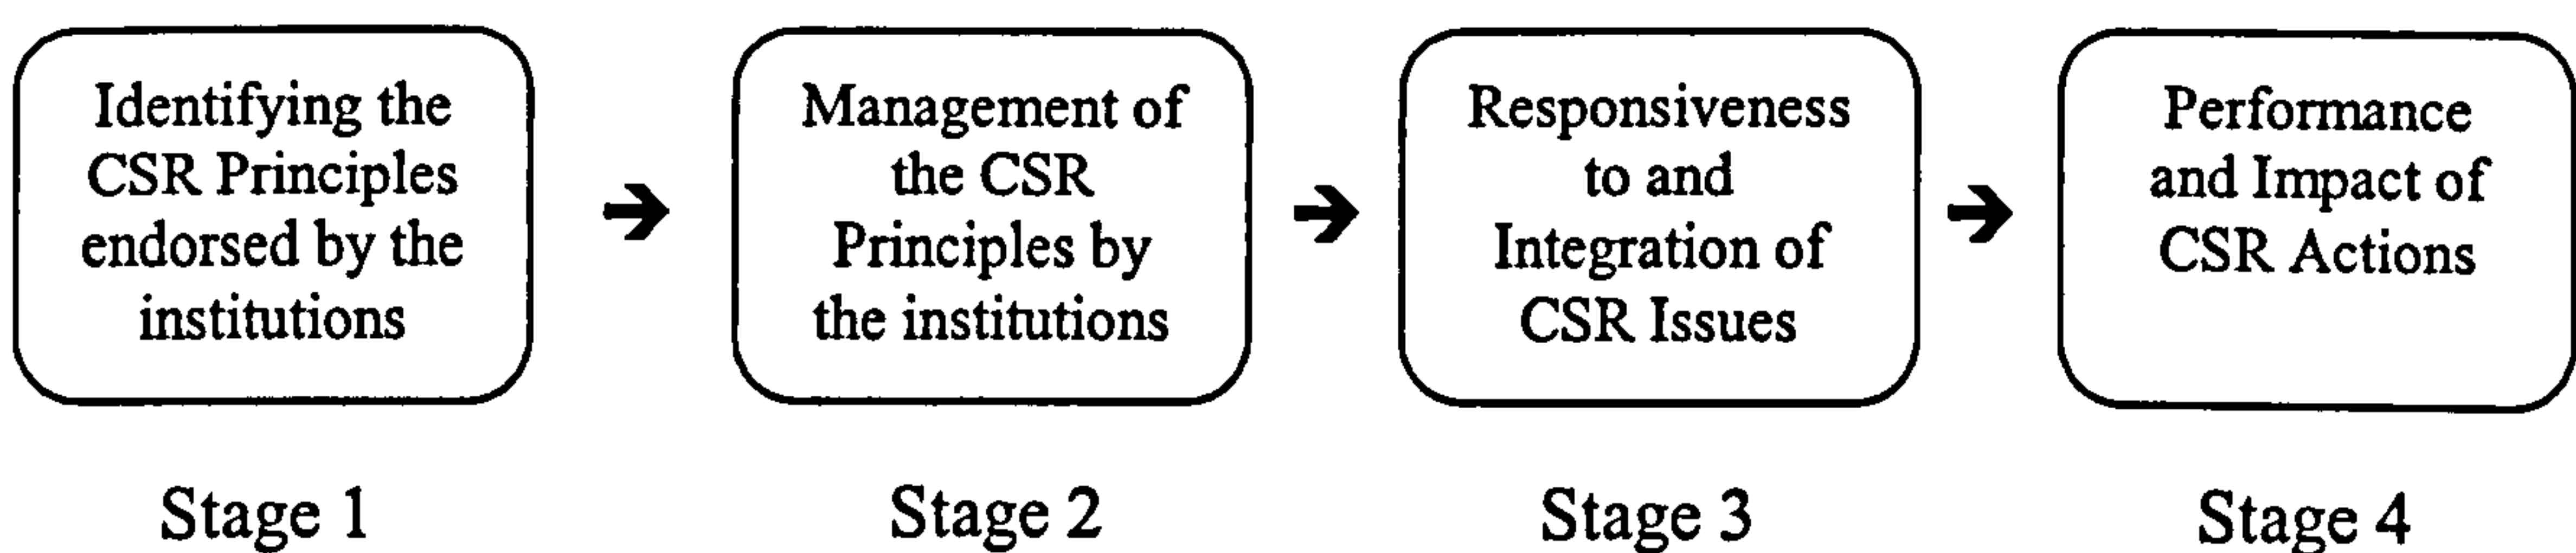 Identifying the
CSR Principles
endorsed by the
institutions
Management of
the CSR
Principles by
the institutions
Responsiveness
to and
Integration of
CSR Issues
Performance
and Impact of
CSR Actions
Stage 1
Stage 2
Stage 3
Stage 4